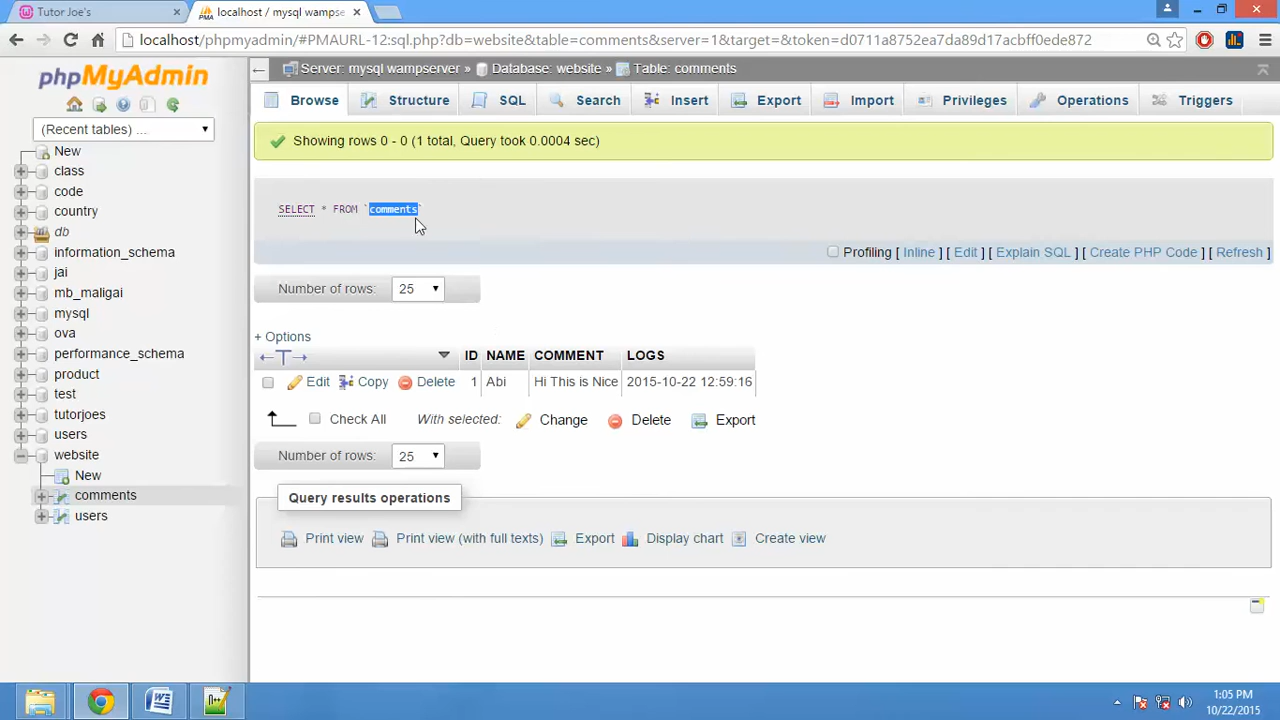 Tutor Joe's
localhost / mysql wampse
localhost/phpmyadmin/#PMAURL-12:sql.php?db=website&table=comments&server=1&target=&token=d0711a8752ea7da89d17acbff0ede872
phpMyAdmin
(Recent tables) ...
New
class
code
country
db
information_schema
jai
mb_maligai
mysql
ova
performance_schema
product
test
tutorjoes
users
website
New
comments
users
Server: mysql wampserver » Database: website » Table: comments
Browse Structure SQL Search Insert Export Import Privileges Operations Triggers
Showing rows 0 - 0 (1 total, Query took 0.0004 sec)
SELECT * FROM `comments`
Profiling [ Inline ] [ Edit ] [ Explain SQL ] [ Create PHP Code ] [ Refresh ]
Number of rows: 25
+ Options
ID NAME COMMENT LOGS
Edit Copy Delete 1 Abi Hi This is Nice 2015-10-22 12:59:16
Check All With selected: Change Delete Export
Number of rows: 25
Query results operations
Print view Print view (with full texts) Export Display chart Create view
1:05 PM
10/22/2015